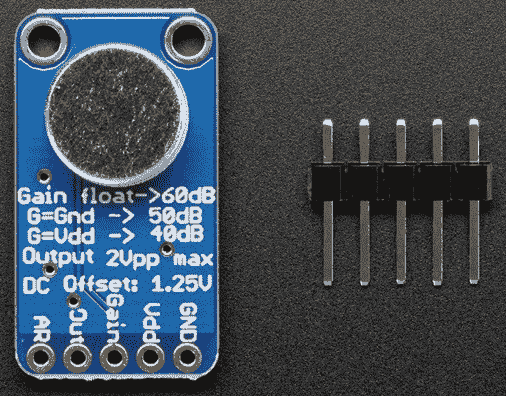 Gain float->60dB
G=Gnd -> 50dB
G=Vdd -> 40dB
Output 2Vpp max
DC Offset: 1.25V
AR
Out
Gain
Vdd
GND